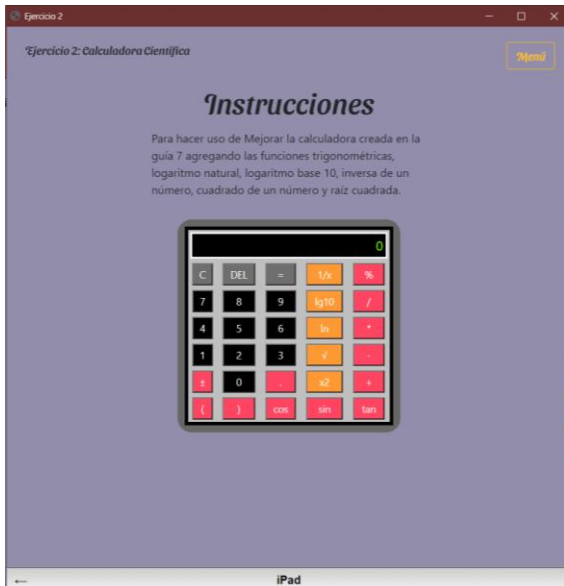 Ejercicio 2
Ejercicio 2: Calculadora Científica
Menú
Instrucciones
Para hacer uso de Mejorar la calculadora creada en la
guía 7 agregando las funciones trigonométricas,
logaritmo natural, logaritmo base 10, inversa de un
número, cuadrado de un número y raíz cuadrada.
0
C DEL = 1/x %
7 8 9 lg10 /
4 5 6 ln *
1 2 3 √ -
± 0 . x2 +
( ) cos sin tan
← iPad